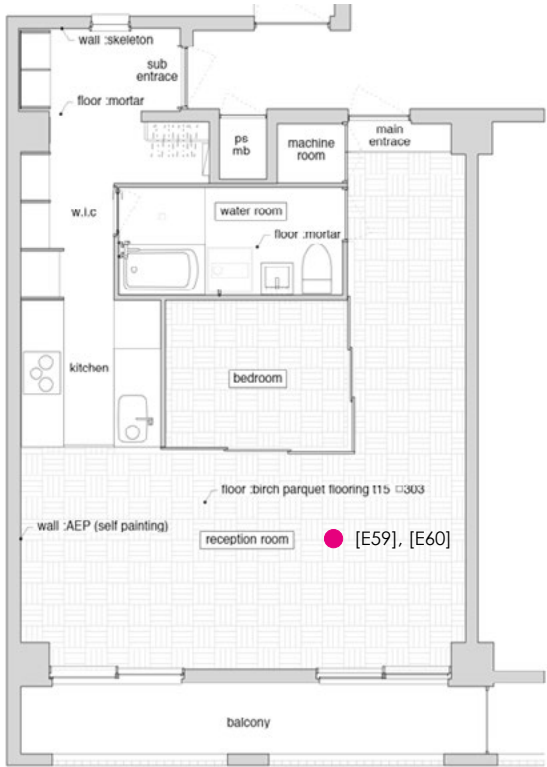 wall :skeleton
sub
entrace
floor :mortar
ps
mb
machine
room
main
entrace
w.i.c
water room
floor :mortar
kitchen
bedroom
floor :birch parquet flooring t15 □303
wall :AEP (self painting)
reception room
[E59], [E60]
balcony